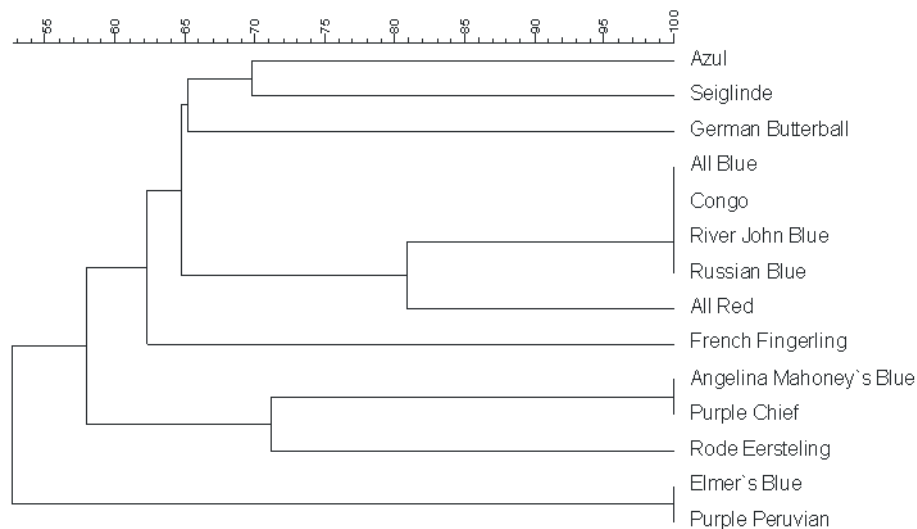 55 60 65 70 75 80 85 90 95 100
Azul
Seiglinde
German Butterball
All Blue
Congo
River John Blue
Russian Blue
All Red
French Fingerling
Angelina Mahoney`s Blue
Purple Chief
Rode Eersteling
Elmer`s Blue
Purple Peruvian